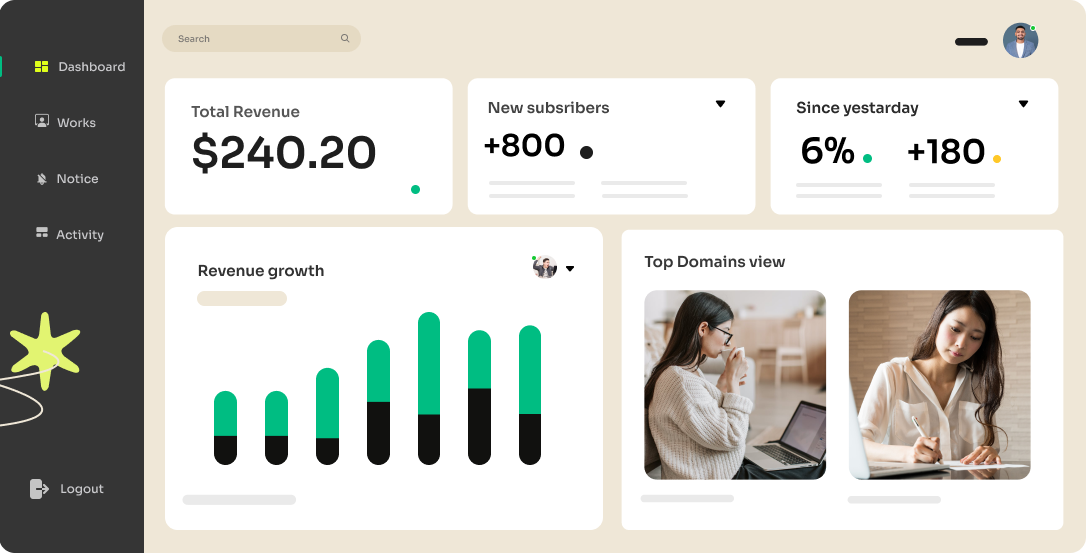 Dashboard
Works
Notice
Activity
Logout
Search
Total Revenue
$240.20
New subsribers
+800
Since yestarday
6% +180
Revenue growth
Top Domains view